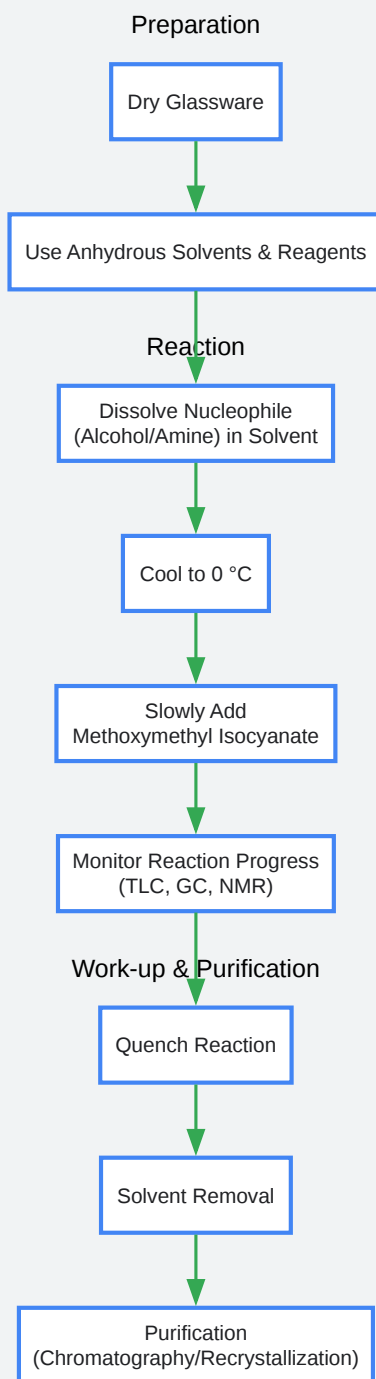 Preparation
Dry Glassware
Use Anhydrous Solvents & Reagents
Reaction
Dissolve Nucleophile
(Alcohol/Amine) in Solvent
Cool to 0 °C
Slowly Add
Methoxymethyl Isocyanate
Monitor Reaction Progress
(TLC, GC, NMR)
Work-up & Purification
Quench Reaction
Solvent Removal
Purification
(Chromatography/Recrystallization)